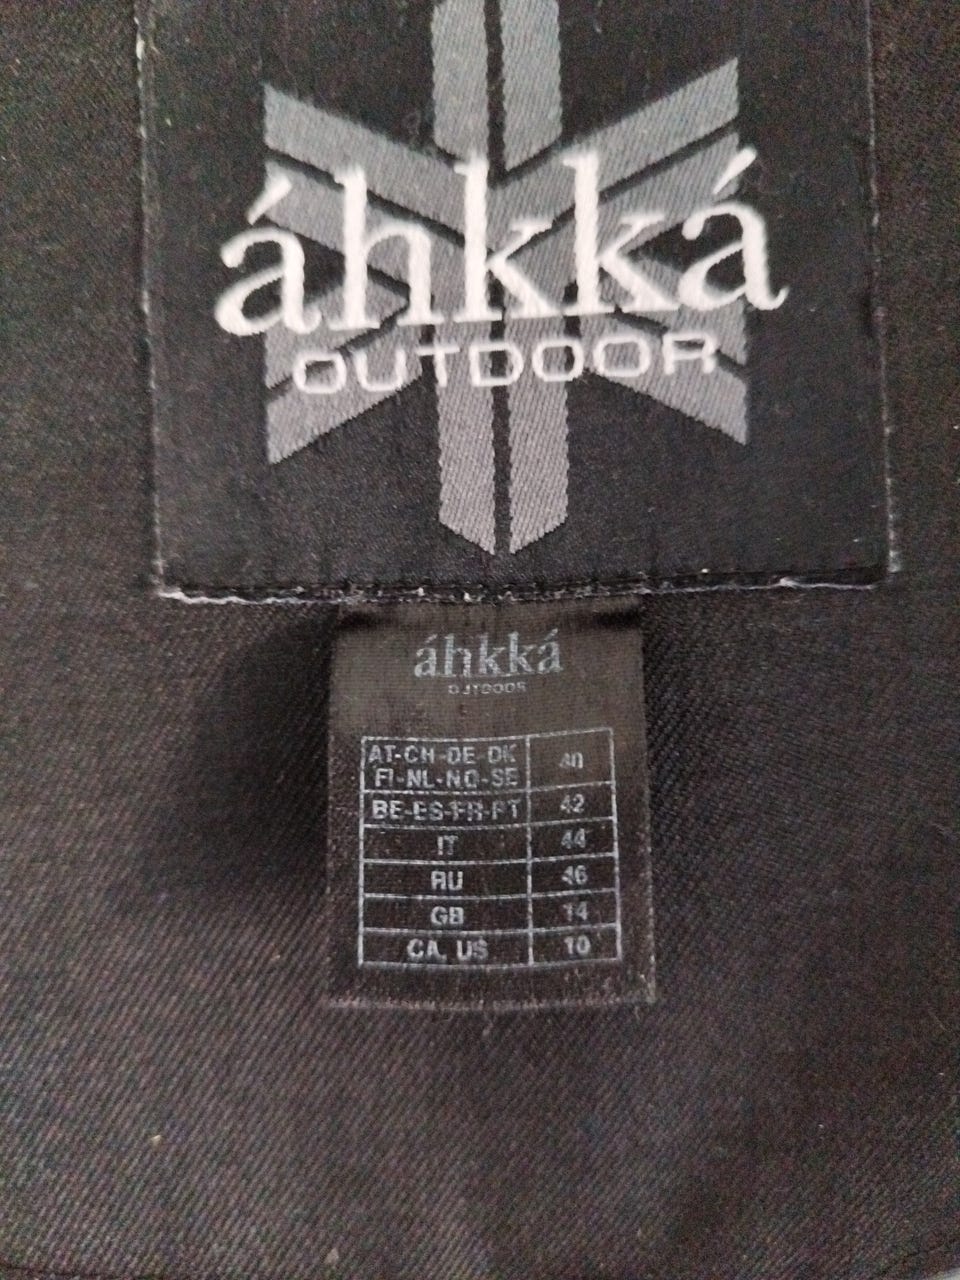 áhkká
OUTDOOR
áhkká
OUTDOOR
AT-CH-DE-DK
FI-NL-NO-SE 40
BE-ES-FR-PT 42
IT 44
RU 46
GB 14
CA, US 10